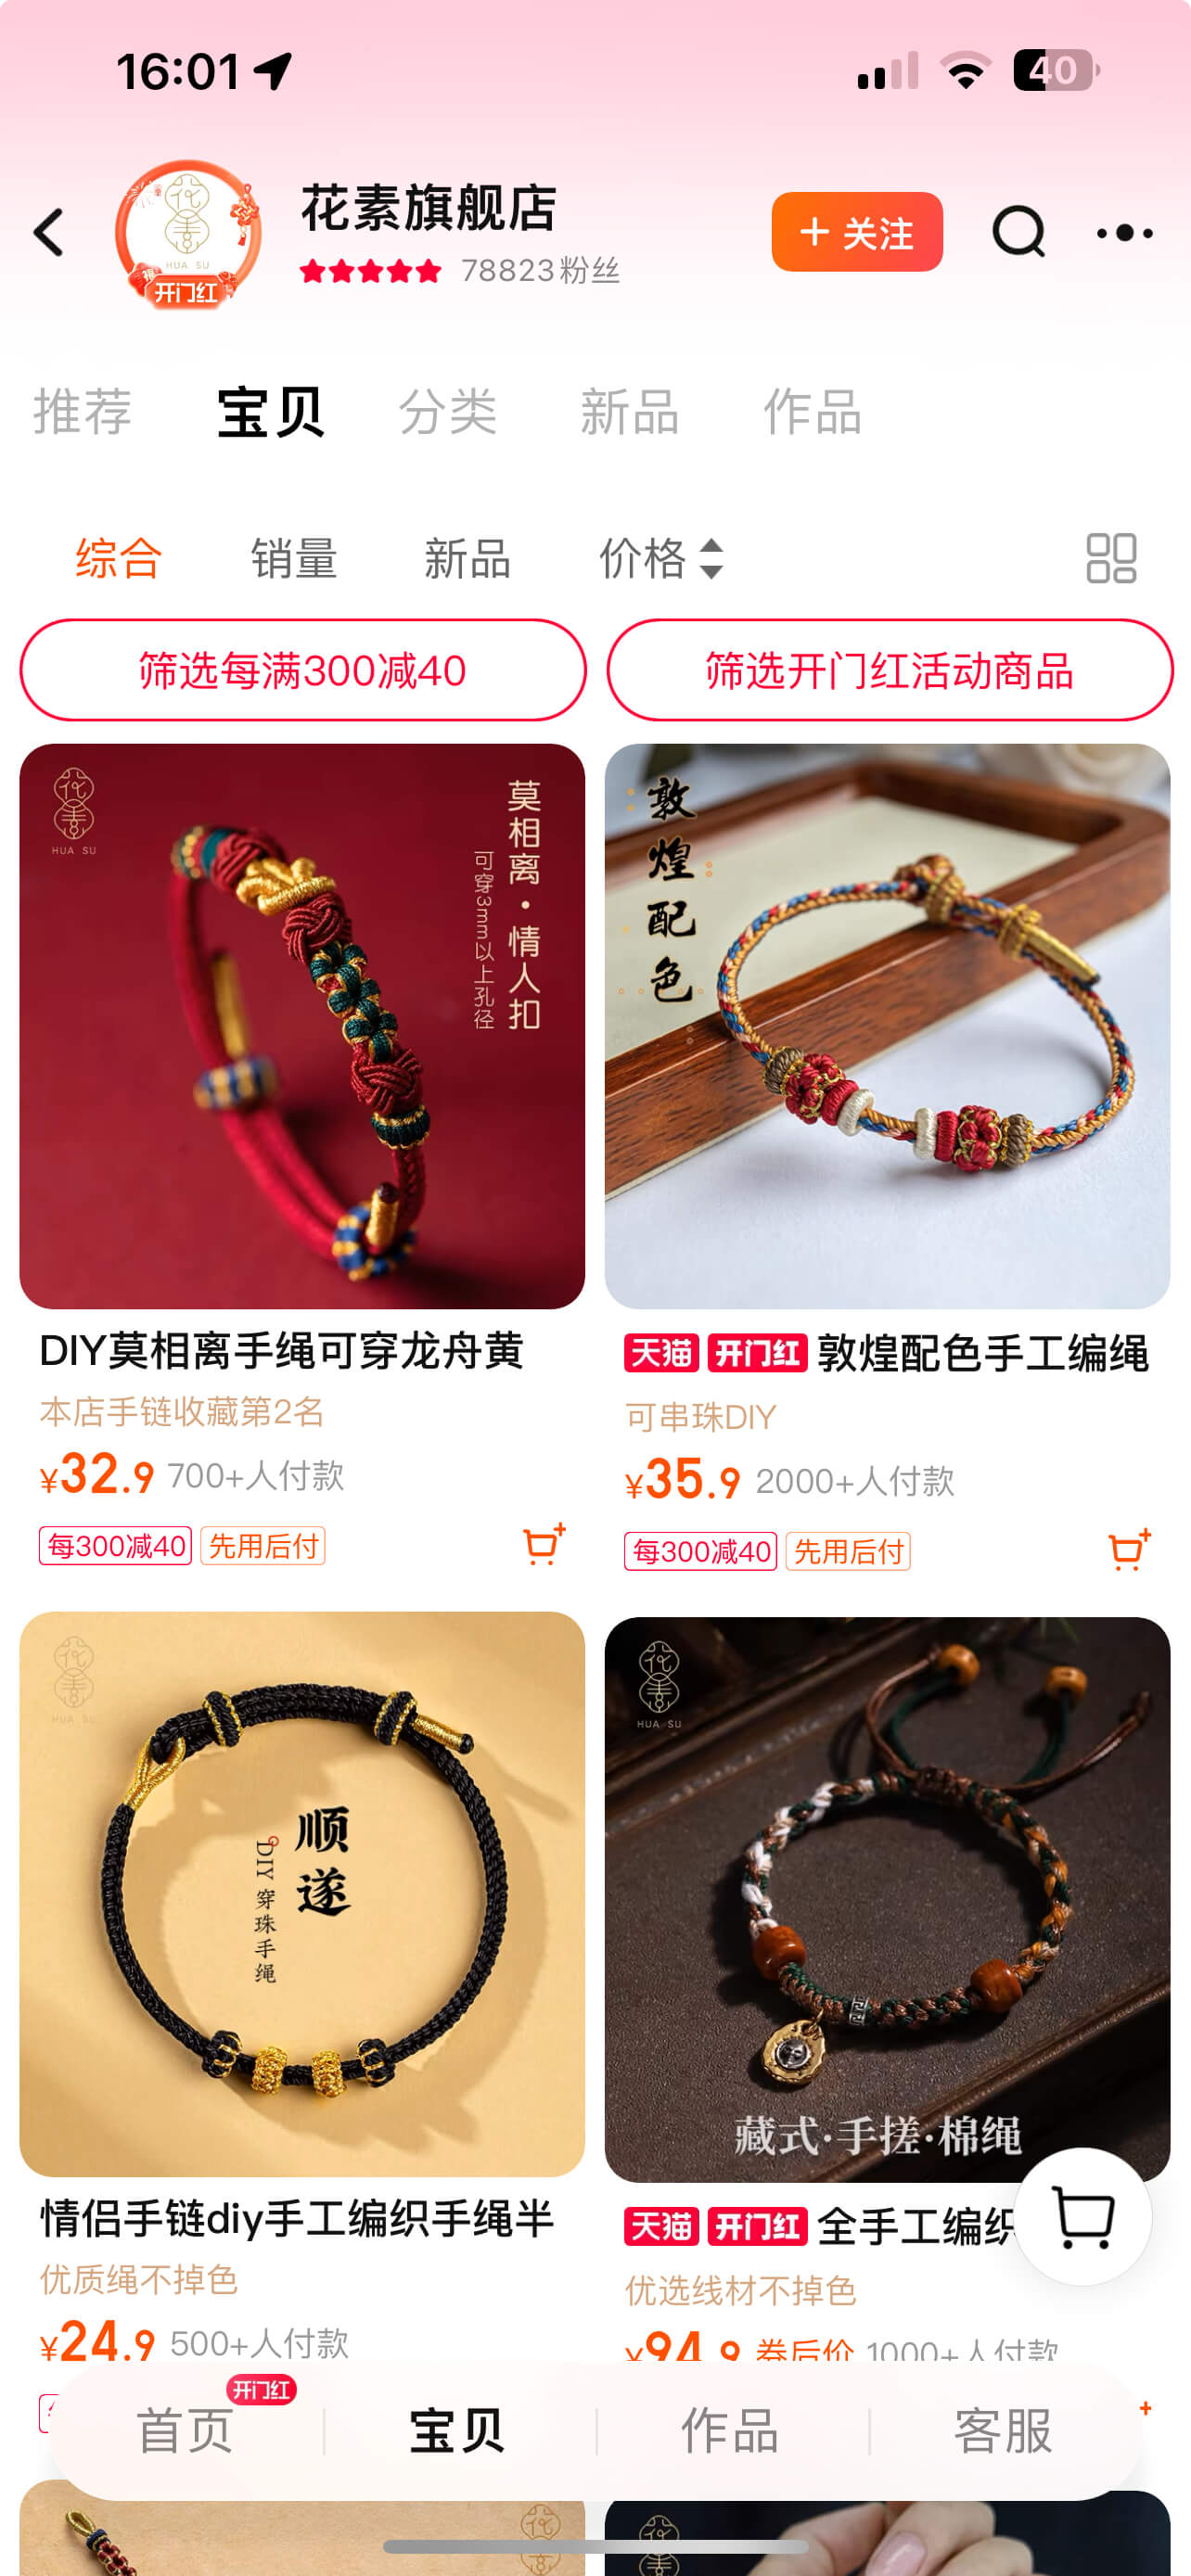 16:01
40
花素旗舰店
78823粉丝
+ 关注
花素
HUA SU
福
开门红
推荐 宝贝 分类 新品 作品
综合 销量 新品 价格
筛选每满300减40
筛选开门红活动商品
花素
HUA SU
莫相离·情人扣
可穿3mm以上孔径
敦煌配色
DIY莫相离手绳可穿龙舟黄
本店手链收藏第2名
¥32.9 700+人付款
每300减40 先用后付
天猫 开门红 敦煌配色手工编绳
可串珠DIY
¥35.9 2000+人付款
每300减40 先用后付
花素
HUA SU
顺遂
DIY 穿珠手绳
花素
HUA SU
藏式·手搓·棉绳
情侣手链diy手工编织手绳半
优质绳不掉色
¥24.9 500+人付款
天猫 开门红 全手工编织
优选线材不掉色
¥94.9 券后价 1000+人付款
开门红
首页 宝贝 作品 客服